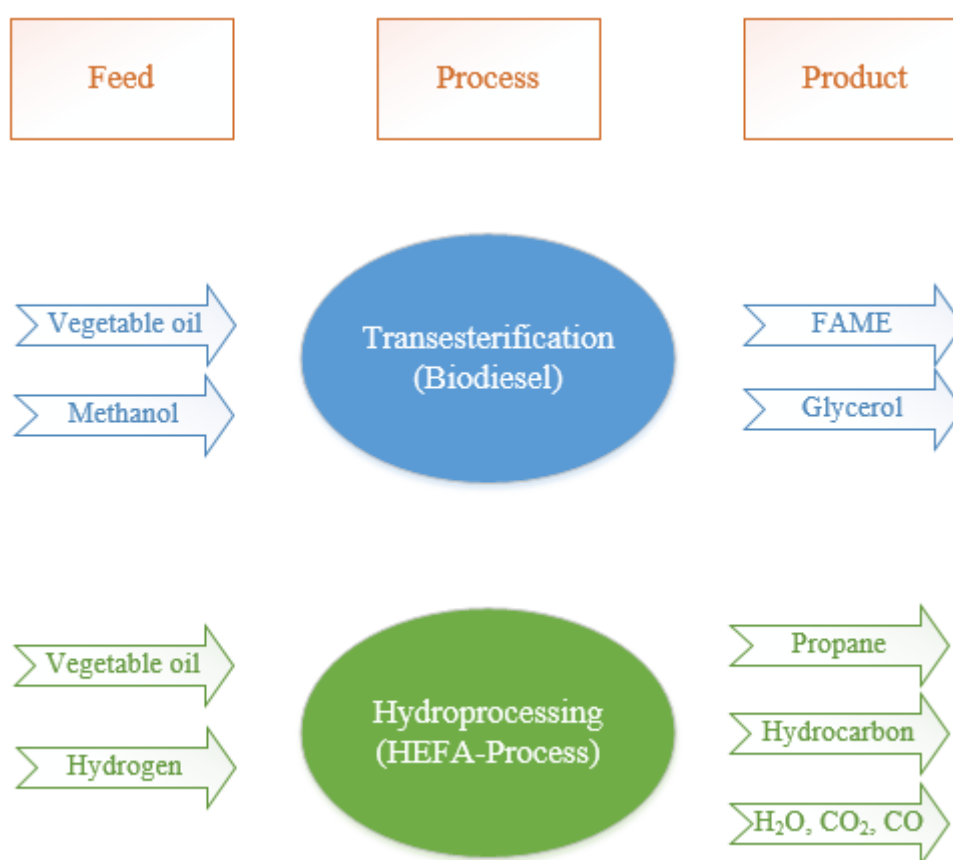 Feed
Process
Product
Vegetable oil
Methanol
Transesterification
(Biodiesel)
FAME
Glycerol
Vegetable oil
Hydrogen
Hydroprocessing
(HEFA-Process)
Propane
Hydrocarbon
H₂O, CO₂, CO